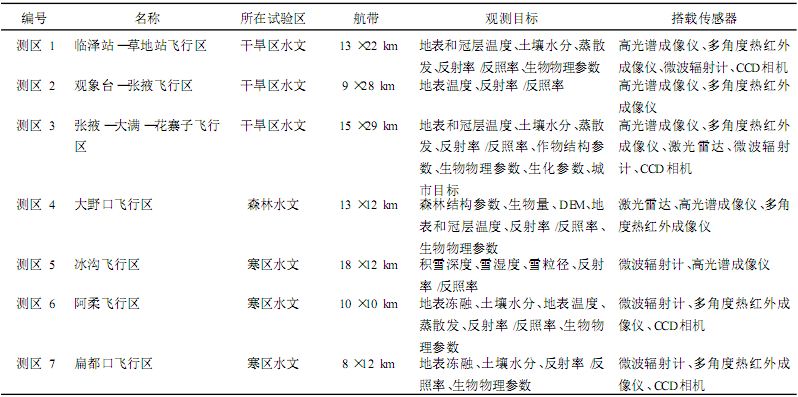 编号 名称 所在试验区 航带 观测目标 搭载传感器
测区 1 临泽站—草地站飞行区 干旱区水文 13 ×22 km 地表和冠层温度、土壤水分、蒸散 高光谱成像仪、多角度热红外
发、反射率 /反照率、生物物理参数 成像仪、微波辐射计、CCD相机
测区 2 观象台—张掖飞行区 干旱区水文 9 ×28 km 地表温度、反射率 /反照率 高光谱成像仪、多角度热红外
成像仪
测区 3 张掖—大满—花寨子飞行 干旱区水文 15 ×29 km 地表和冠层温度、土壤水分、蒸散 高光谱成像仪、多角度热红外
区 发、反射率 /反照率、作物结构参 成像仪、激光雷达、微波辐射
数、生物物理参数、生化参数、城 计、CCD相机
市目标
测区 4 大野口飞行区 森林水文 13 ×12 km 森林结构参数、生物量、DEM、地 激光雷达、高光谱成像仪、多角
表和冠层温度、反射率 /反照率、 度热红外成像仪
生物物理参数
测区 5 冰沟飞行区 寒区水文 18 ×12 km 积雪深度、雪湿度、雪粒径、反射 微波辐射计、高光谱成像仪
率 /反照率
测区 6 阿柔飞行区 寒区水文 10 ×10 km 地表冻融、土壤水分、地表温度、 微波辐射计、多角度热红外成
蒸散发、反射率 /反照率、生物物 像仪、CCD相机
理参数
测区 7 扁都口飞行区 寒区水文 8 ×12 km 地表冻融、土壤水分、反射率 /反 微波辐射计、多角度热红外成
照率、生物物理参数 像仪、CCD相机